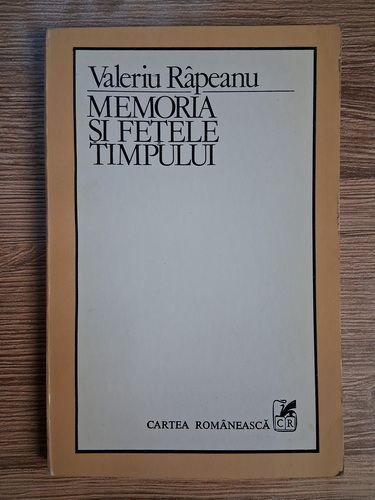 Valeriu Râpeanu
MEMORIA
ȘI FEȚELE
TIMPULUI
CARTEA ROMÂNEASCĂ
CR